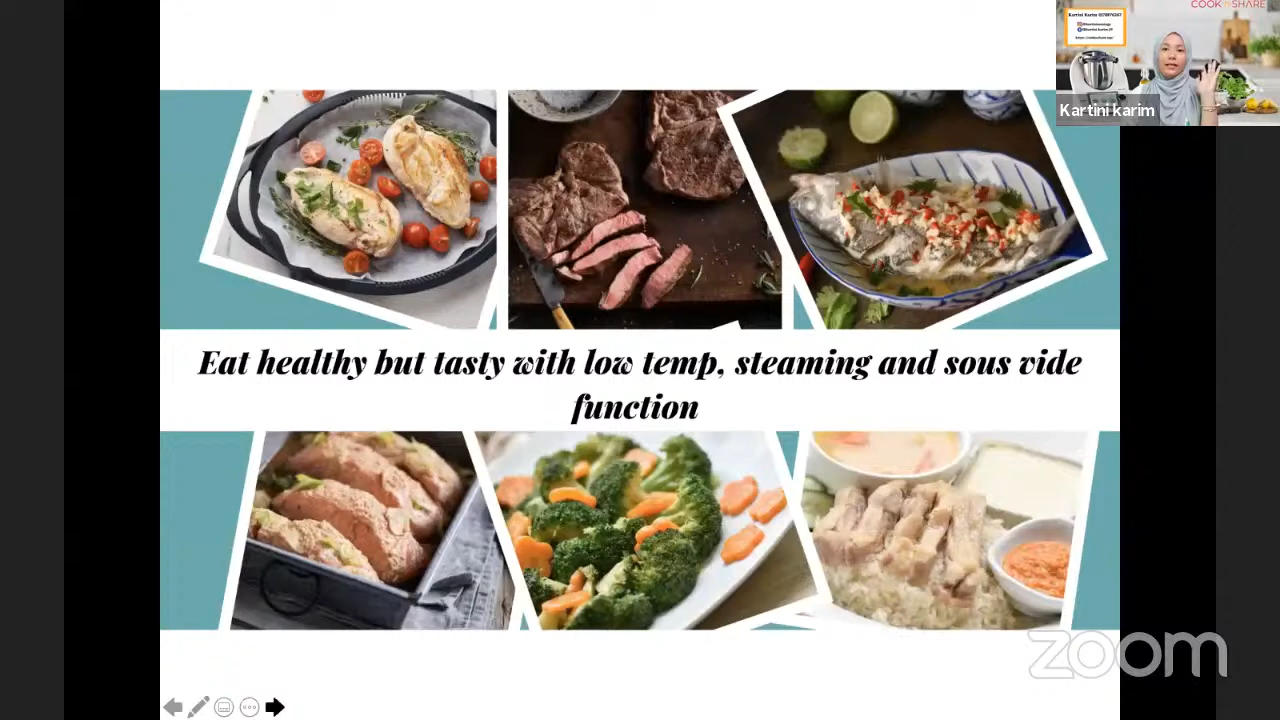 COOK'N'SHARE
Kartini karim
Eat healthy but tasty with low temp, steaming and sous vide
function
zoom